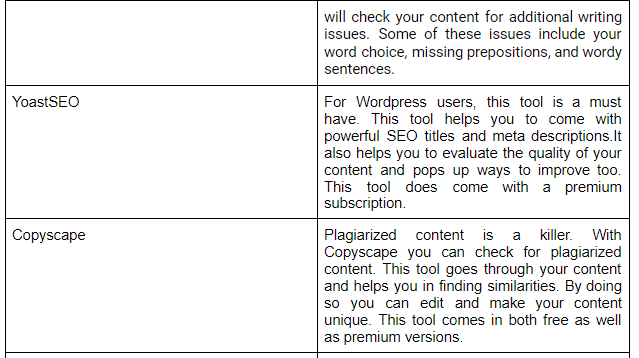 will check your content for additional writing
issues. Some of these issues include your
word choice, missing prepositions, and wordy
sentences.
YoastSEO
For Wordpress users, this tool is a must
have. This tool helps you to come with
powerful SEO titles and meta descriptions.It
also helps you to evaluate the quality of your
content and pops up ways to improve too.
This tool does come with a premium
subscription.
Copyscape
Plagiarized content is a killer. With
Copyscape you can check for plagiarized
content. This tool goes through your content
and helps you in finding similarities. By doing
so you can edit and make your content
unique. This tool comes in both free as well
as premium versions.